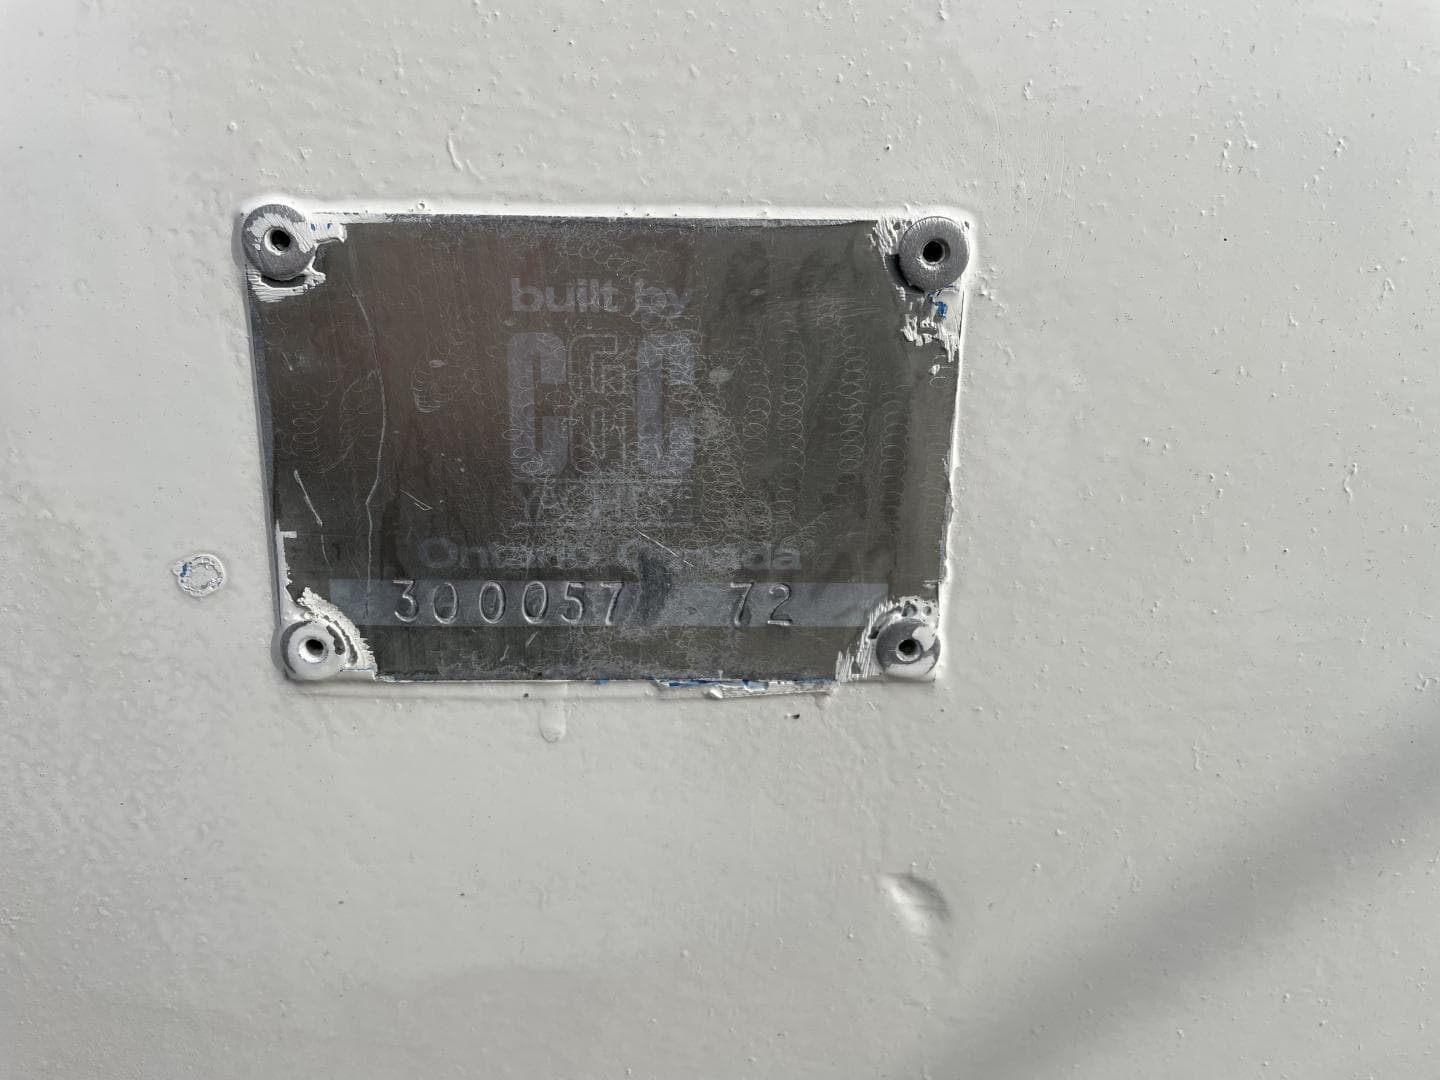 built by
C&C
YACHTS
Ontario Canada
300057 72